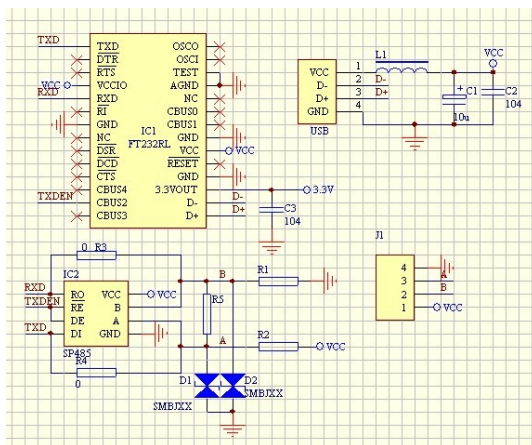 TXD TXD OSCO
DTR OSCI
RTS TEST
VCC VCCIO AGND
RXD RXD NC
RI CBUS0
GND IC1 CBUS1
NC FT232RL GND
DSR VCC VCC
DCD RESET
CTS GND
CBUS4 3.3VOUT 3.3V
TXDEN CBUS2 D- D-
CBUS3 D+ D+
C3
104
VCC 1 L1 VCC
D- 2 D-
D+ 3 D+
GND 4
USB
C1 C2
10u 104
J1
4
3 A
2 B
1 VCC
0 R3
IC2
RXD RO VCC VCC
TXDEN RE B
DE A
TXD DI GND
SP485
R4
0
B R1
R5
A R2 VCC
D1 D2
SMBJXX SMBJXX